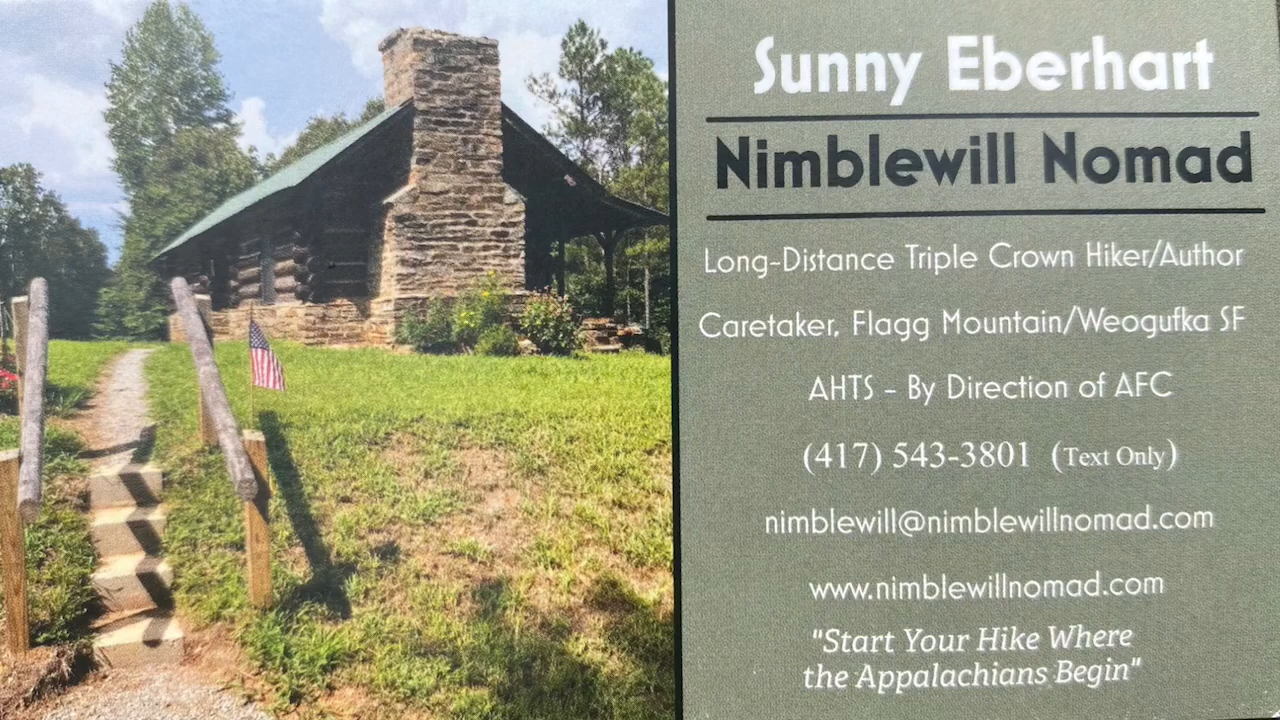 Sunny Eberhart
Nimblewill Nomad
Long-Distance Triple Crown Hiker/Author
Caretaker, Flagg Mountain/Weogufka SF
AHTS - By Direction of AFC
(417) 543-3801 (Text Only)
nimblewill@nimblewillnomad.com
www.nimblewillnomad.com
"Start Your Hike Where
the Appalachians Begin"